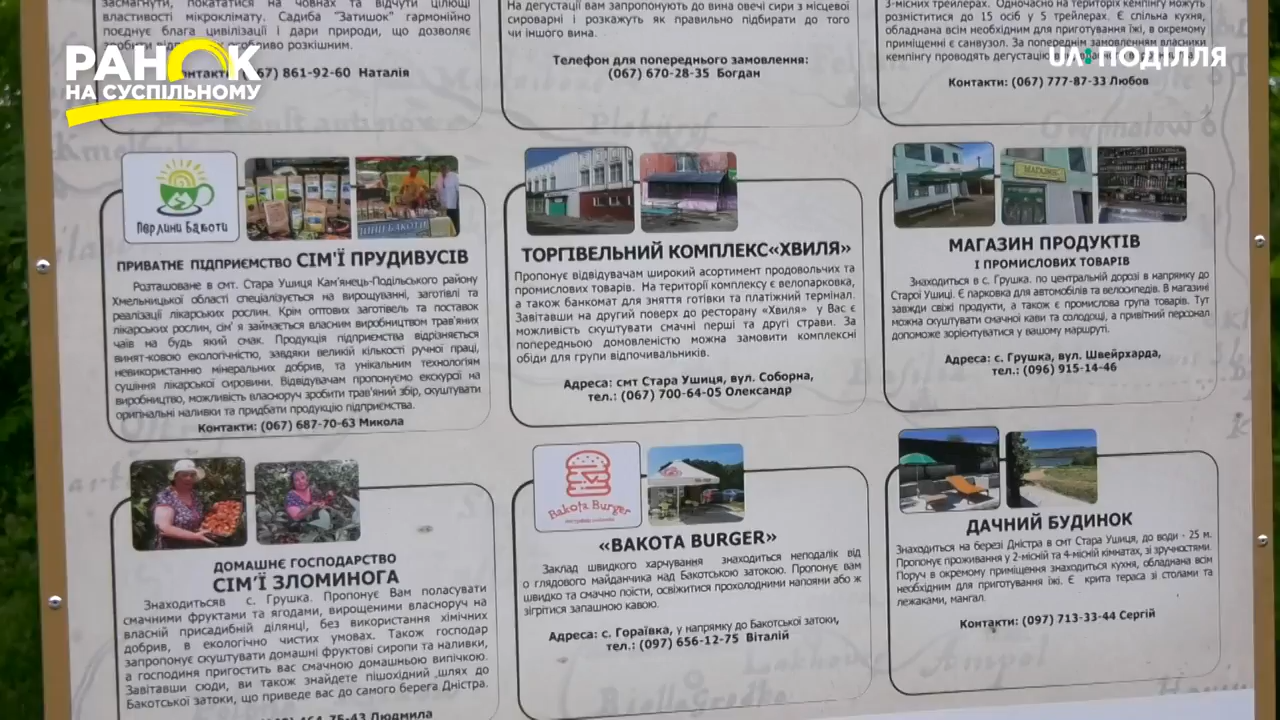 РАНОК
НА СУСПІЛЬНОМУ
UA: ПОДІЛЛЯ
засмагнути, покататися на човнах та відчути цілющі
властивості мікроклімату. Садиба "Затишок" гармонійно
поєднує блага цивілізації і дари природи, що дозволяє
особливо розкішним.
861-92-60 Наталія
На дегустації вам запропонують до вина овечі сири з місцевої
сироварні і розкажуть як правильно підбирати до того
чи іншого вина.
Телефон для попереднього замовлення:
(067) 670-28-35 Богдан
3-місних трейлерах. Одночасно на території кемпінгу можуть
розміститися до 15 осіб у 5 трейлерах. Є спільна кухня,
обладнана всім необхідним для приготування їжі, в окремому
приміщенні є санвузол. За попереднім замовленням власники
кемпінгу проводять
Контакти: (067) 777-87-33 Любов
Перлини Бакоти
ПРИВАТНЕ ПІДПРИЄМСТВО СІМ'Ї ПРУДИВУСІВ
Розташоване в смт. Стара Ушиця Кам'янець-Подільського району
Хмельницької області спеціалізується на вирощуванні, заготівлі та
реалізації лікарських рослин. Крім оптових заготівель та поставок
лікарських рослин, сім' я займається власним виробництвом трав'яних
чаїв на будь який смак. Продукція підприємства відрізняється
винят-ковою екологічністю, завдяки великій кількості ручної праці,
невикористанню мінеральних добрив, та унікальним технологіям
сушіння лікарської сировини. Відвідувачам пропонуємо екскурсії на
виробництво, можливість власноруч зробити трав'яний збір, скуштувати
оригінальні наливки та придбати продукцію підприємства.
Контакти: (067) 687-70-63 Микола
ТОРГІВЕЛЬНИЙ КОМПЛЕКС«ХВИЛЯ»
Пропонує відвідувачам широкий асортимент продовольчих та
промислових товарів. На території комплексу є велопарковка,
а також банкомат для зняття готівки та платіжний термінал.
Завітавши на другий поверх до ресторану «Хвиля» у Вас є
можливість скуштувати смачні перші та другі страви. За
попередньою домовленістю можна замовити комплексні
обіди для групи відпочивальників.
Адреса: смт Стара Ушиця, вул. Соборна,
тел.: (067) 700-64-05 Олександр
МАГАЗИН
МАГАЗИН ПРОДУКТІВ
І ПРОМИСЛОВИХ ТОВАРІВ
Знаходиться в с. Грушка. по центральній дорозі в напрямку до
Старої Ушиці. Є парковка для автомобілів та велосипедів. В магазині
завжди свіжі продукти, а також є промислова група товарів. Тут
можна скуштувати смачної кави та солодощі, а привітний персонал
допоможе зорієнтуватися у вашому маршруті.
Адреса: с. Грушка, вул. Швейрхарда,
тел.: (096) 915-14-46
ДОМАШНЄ ГОСПОДАРСТВО
СІМ'Ї ЗЛОМИНОГА
Знаходитьсяв с. Грушка. Пропонує Вам поласувати
смачними фруктами та ягодами, вирощеними власноруч на
власній присадибній ділянці, без використання хімічних
добрив, в екологічно чистих умовах. Також господар
запропонує скуштувати домашні фруктові сиропи та наливки,
а господиня пригостить вас смачною домашньою випічкою.
Завітавши сюди, ви також знайдете пішохідний шлях до
Бакотської затоки, що приведе вас до самого берега Дністра.
464-75-43 Людмила
Bakota Burger
«BAKOTA BURGER»
Заклад швидкого харчування знаходиться неподалік від
о глядового майданчика над Бакотською затокою. Пропонує вам
швидко та смачно поїсти, освіжитися прохолодними напоями або ж
зігрітися запашною кавою.
Адреса: с. Гораївка, у напрямку до Бакотської затоки,
тел.: (097) 656-12-75 Віталій
ДАЧНИЙ БУДИНОК
Знаходиться на березі Дністра в смт Стара Ушиця, до води - 25 м.
Пропонує проживання у 2-місній та 4-місній кімнатах, зі зручностями.
Поруч в окремому приміщення знаходиться кухня, обладнана всім
необхідним для приготування їжі. Є крита тераса зі столами та
лежаками, мангал.
Контакти: (097) 713-33-44 Сергій